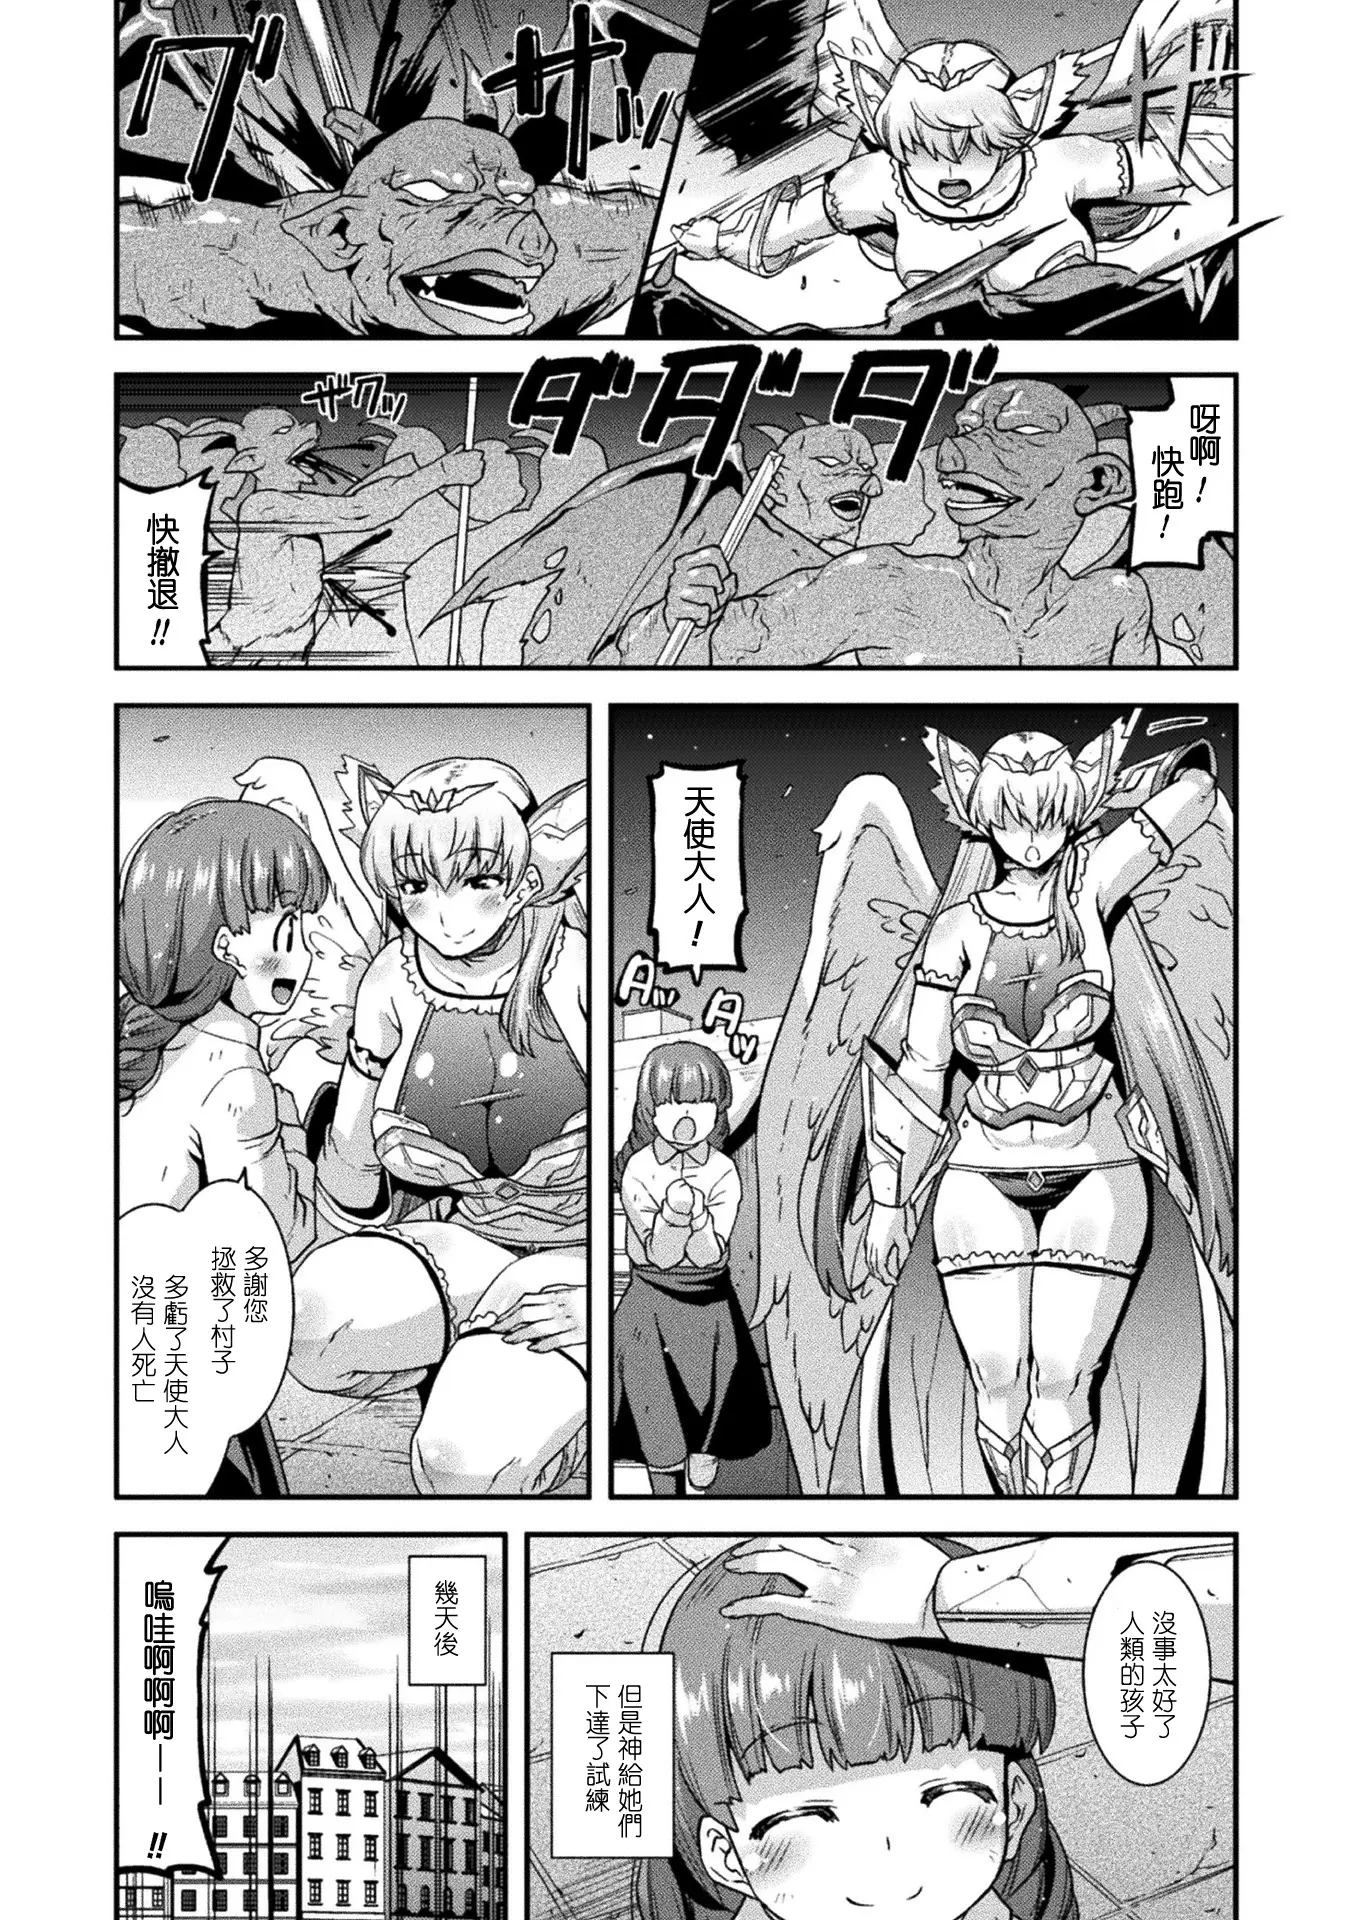 ザ
ザッ
ザク
呀啊！
快跑！
ダダダ
ザクッ
快撤退！！
天使大人！
タッ
タッ
多謝您
拯救了村子
多虧了天使大人
沒有人死亡
沒事太好了
人類的孩子
但是神給她們
下達了試練
幾天後
嗚哇啊啊啊——！！